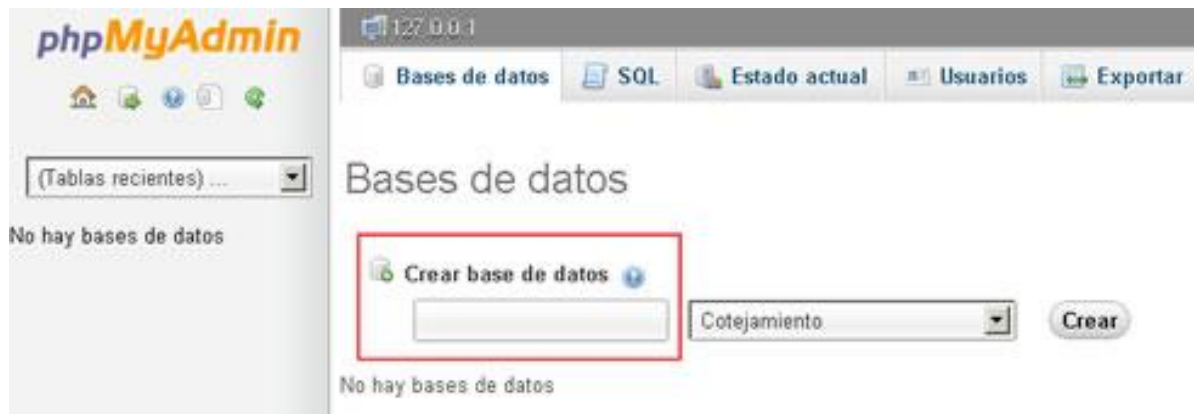 phpMyAdmin
(Tablas recientes) ...
No hay bases de datos
127.0.0.1
Bases de datos
SQL
Estado actual
Usuarios
Exportar
Bases de datos
Crear base de datos
Cotejamiento
Crear
No hay bases de datos